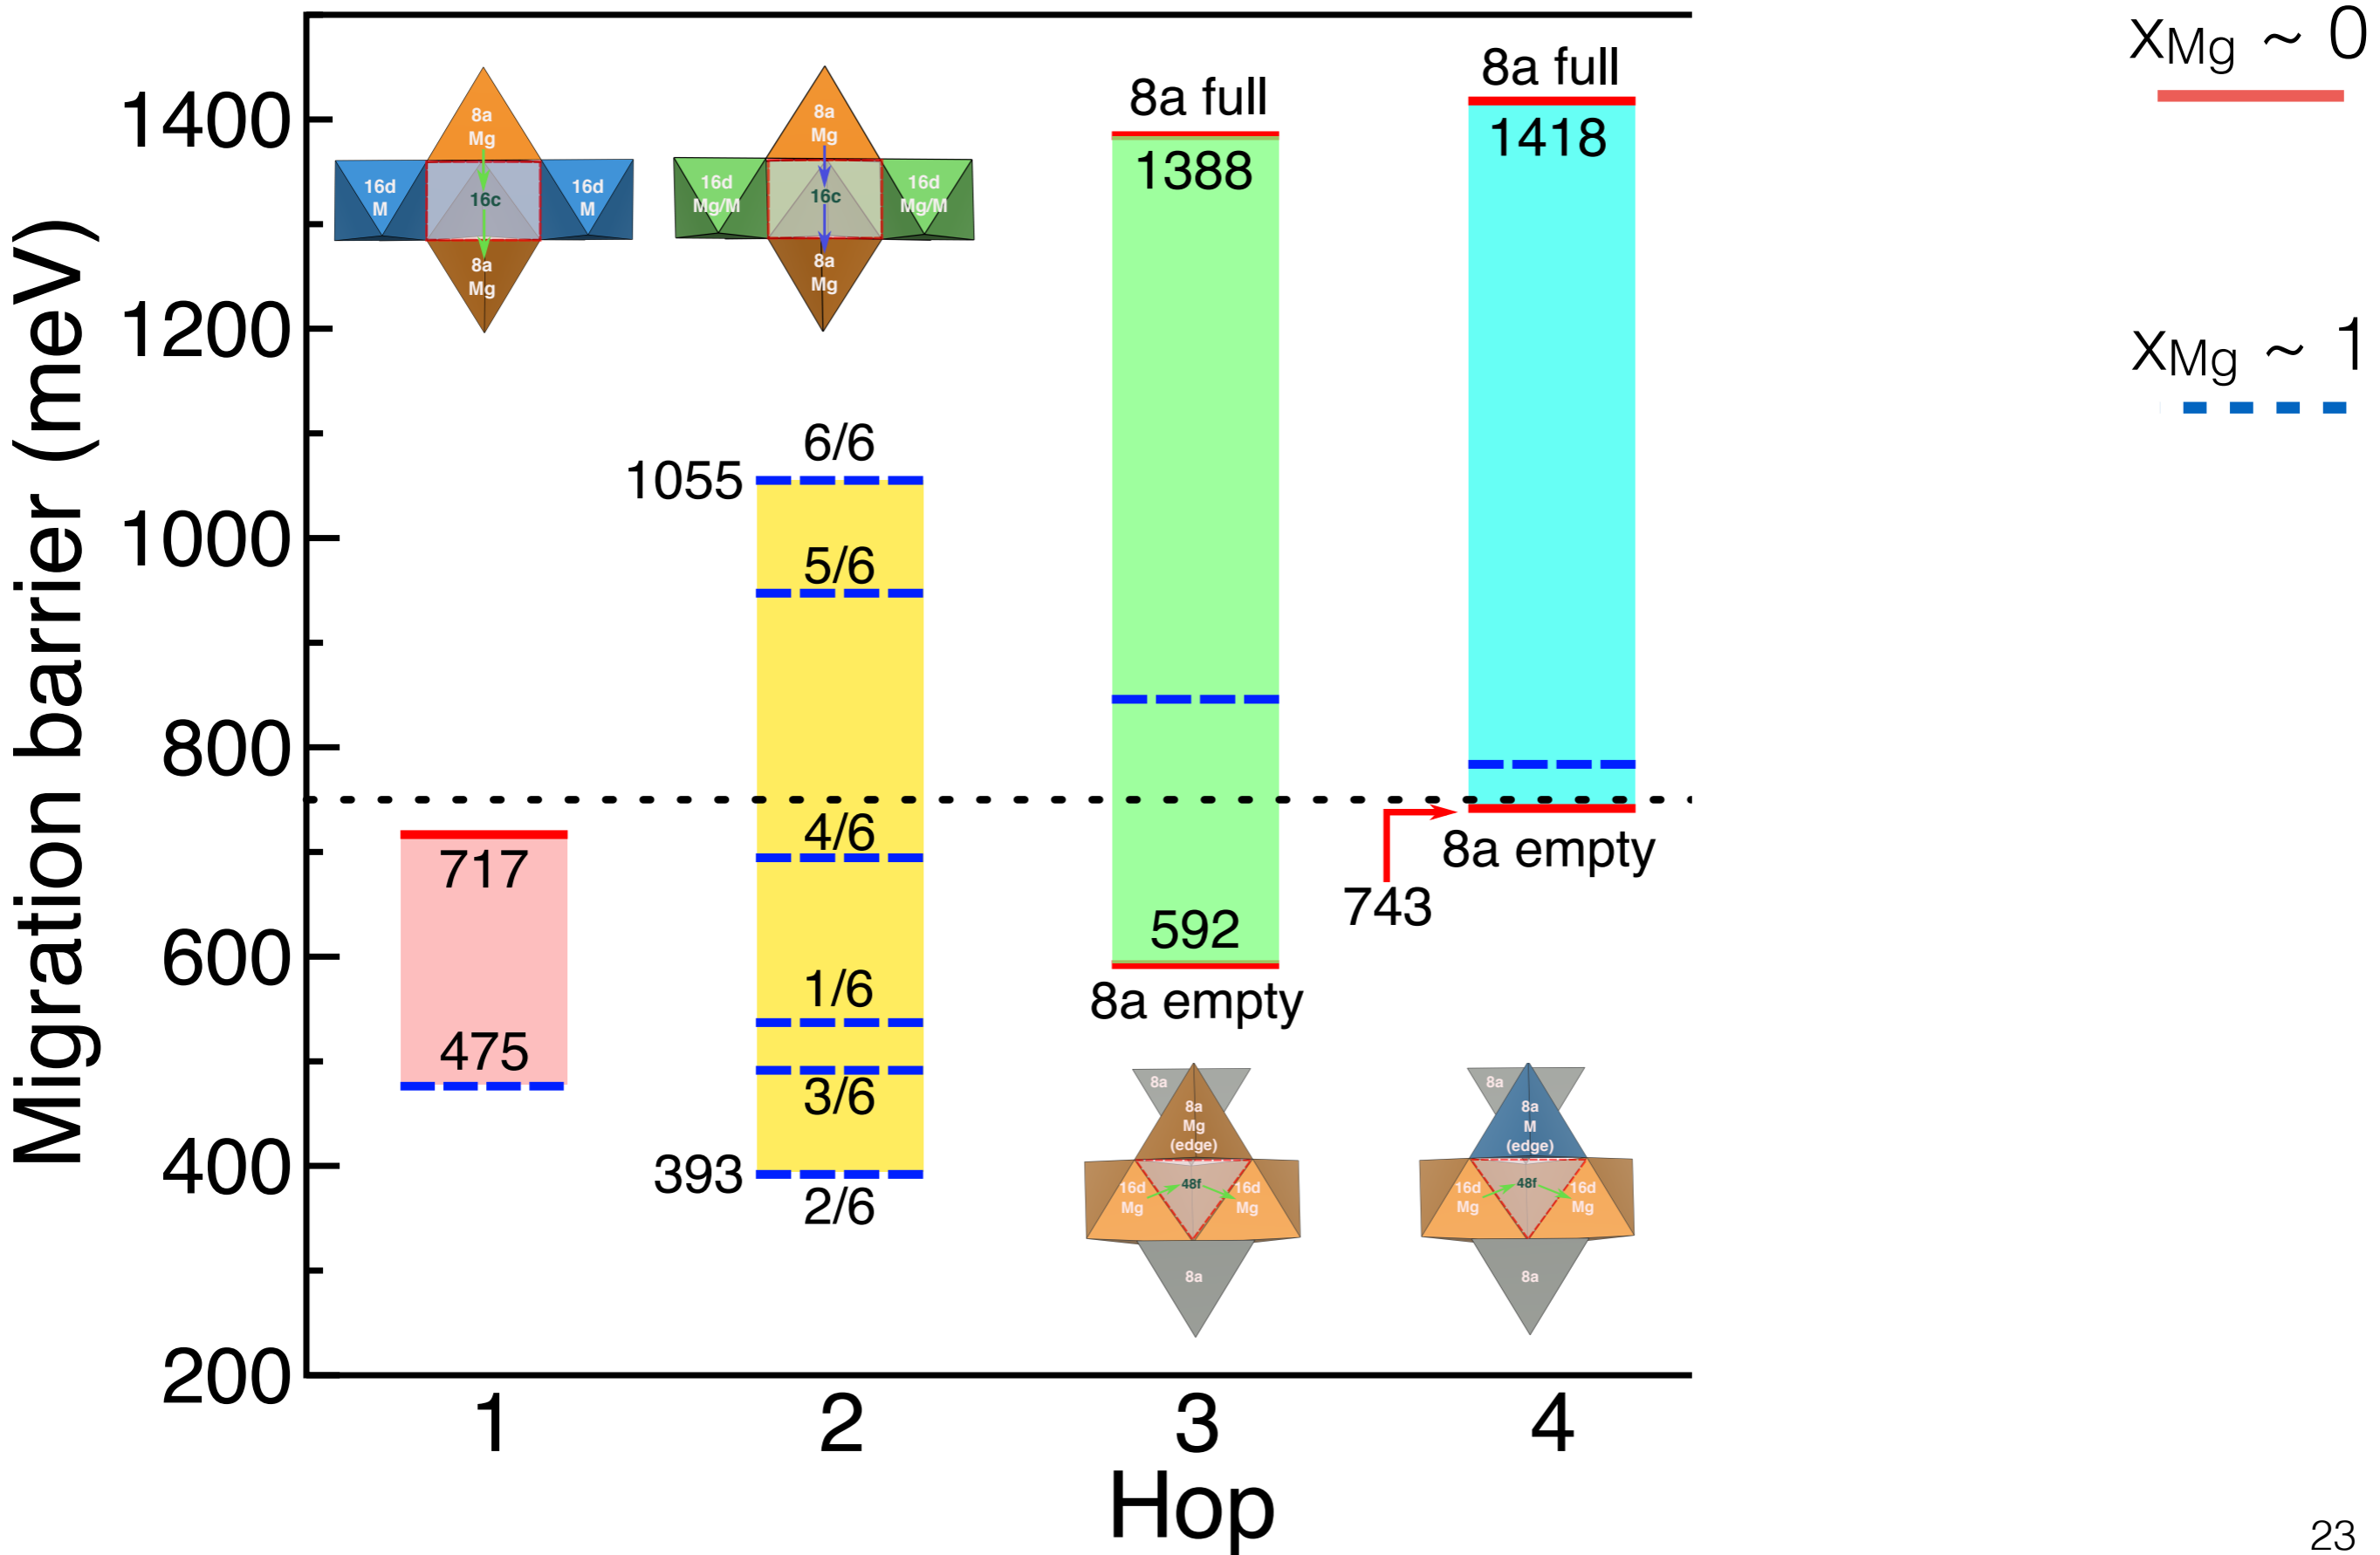 Migration barrier (meV)
1400
1200
1000
800
600
400
200
8a
Mg
16d
M
16c
16d
M
8a
Mg
8a
Mg
16d
Mg/M
16c
16d
Mg/M
8a
Mg
717
475
1055
6/6
5/6
4/6
1/6
3/6
393
2/6
8a full
1388
592
8a empty
8a full
1418
743
8a empty
8a
8a
Mg
(edge)
16d
Mg
48f
16d
Mg
8a
8a
8a
M
(edge)
16d
Mg
48f
16d
Mg
8a
1
2
3
4
Hop
xMg ~ 0
xMg ~ 1
23